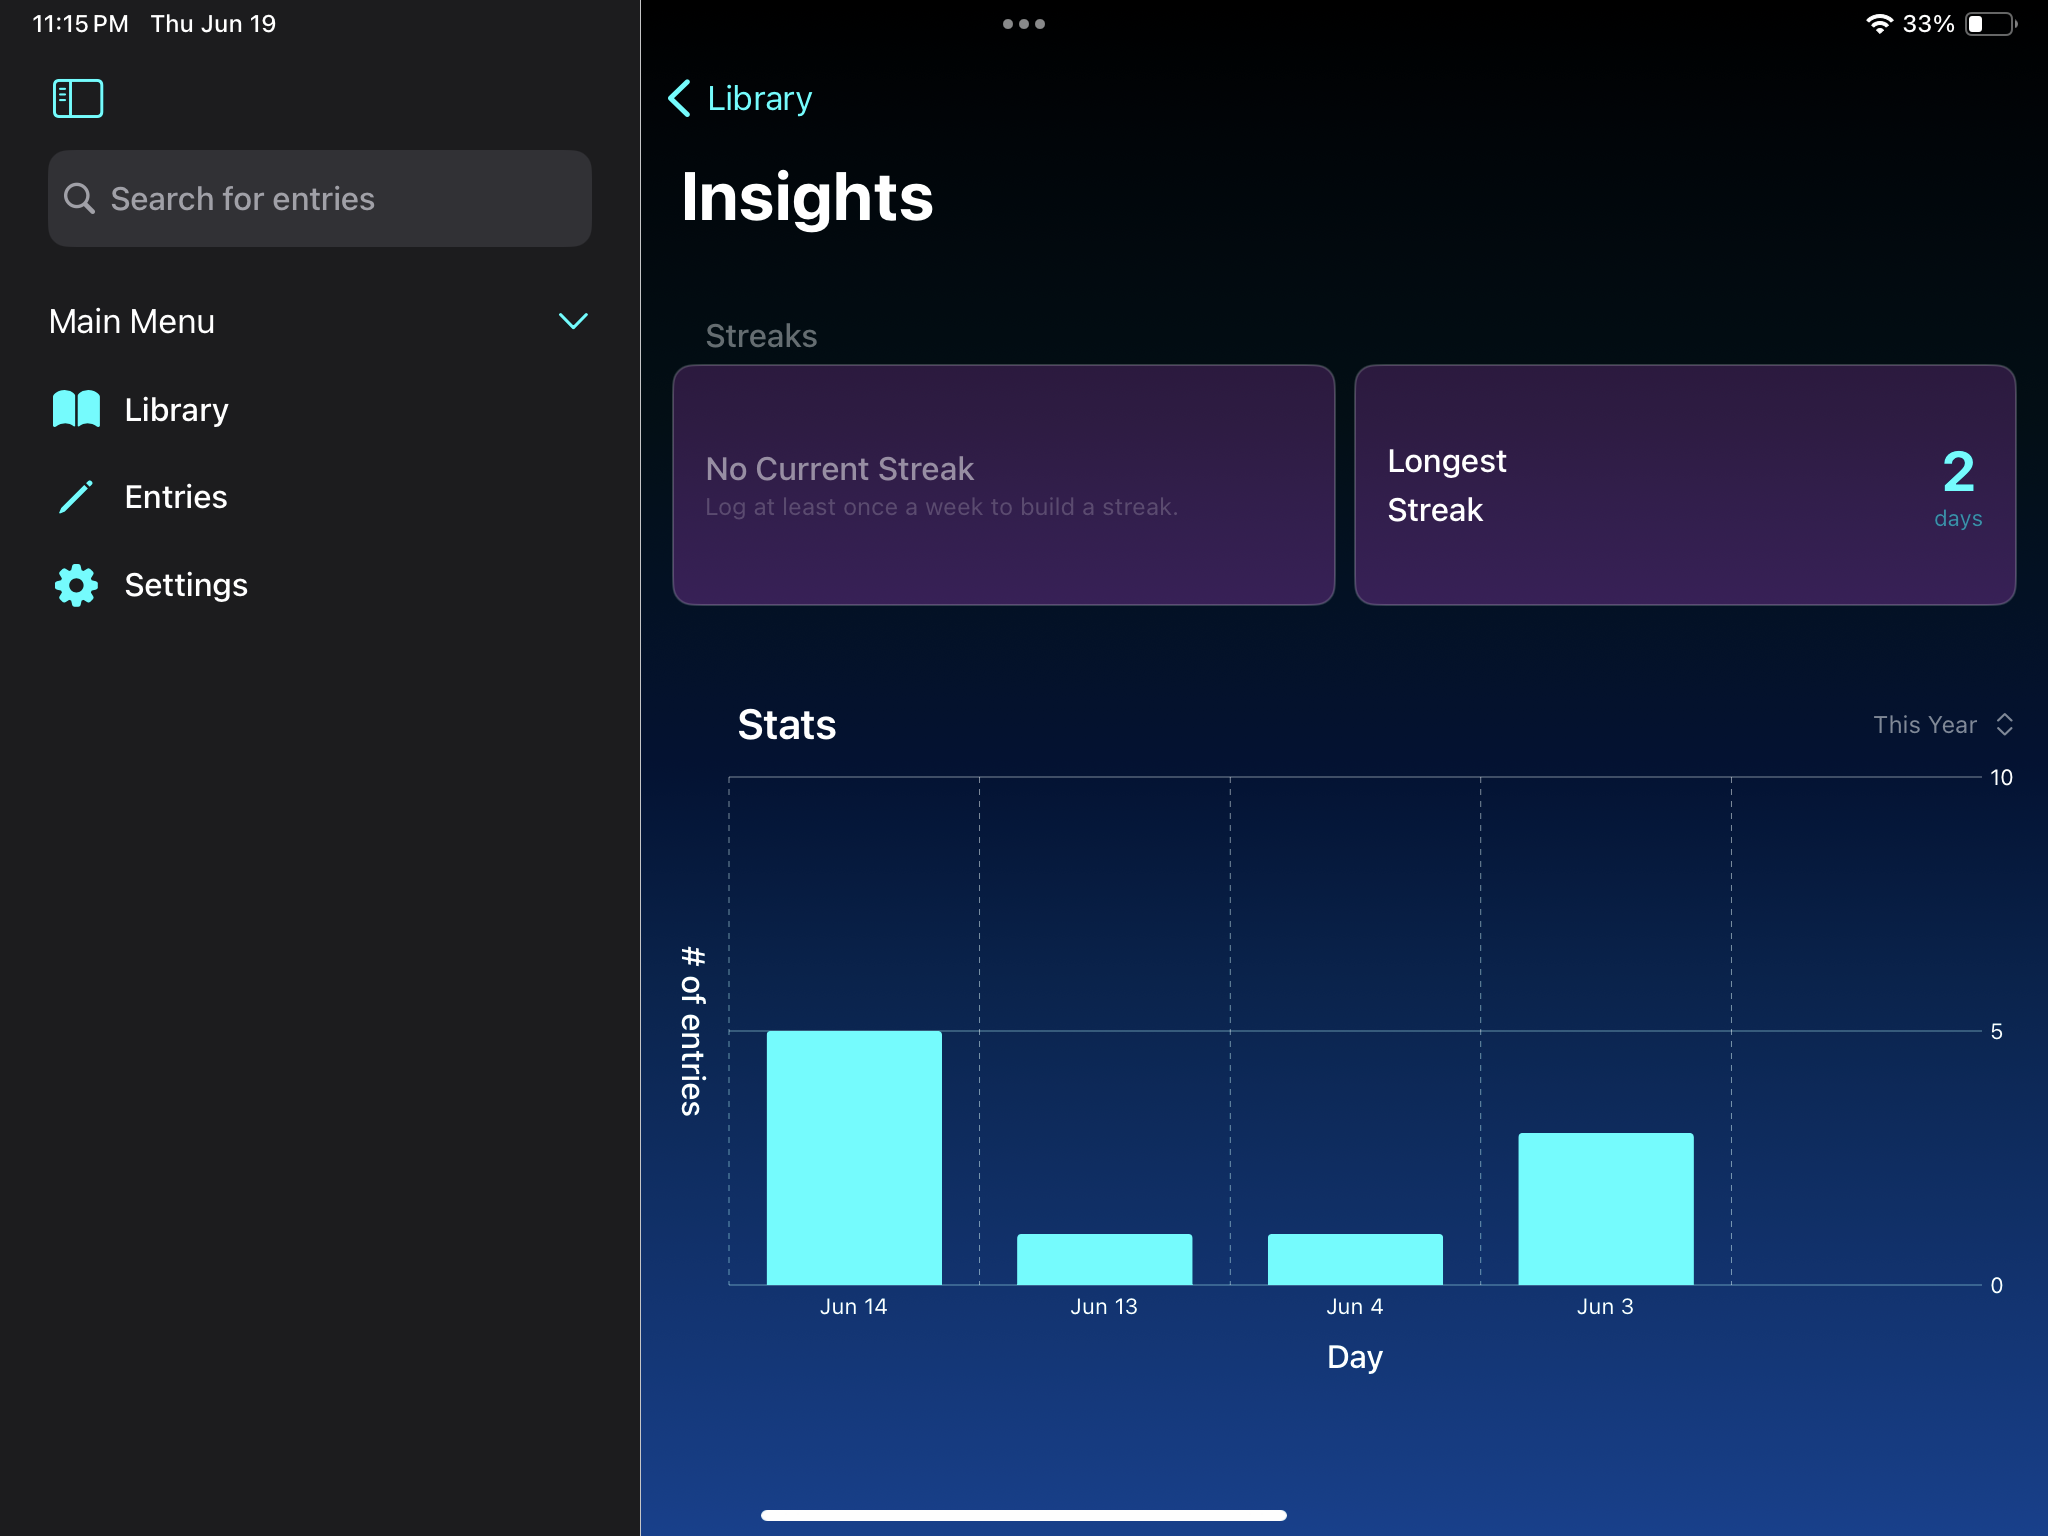 11:15 PM Thu Jun 19
33%
Search for entries
Main Menu
Library
Entries
Settings
Library
Insights
Streaks
No Current Streak
Log at least once a week to build a streak.
Longest
Streak
2
days
Stats
This Year
10
5
0
# of entries
Jun 14
Jun 13
Jun 4
Jun 3
Day